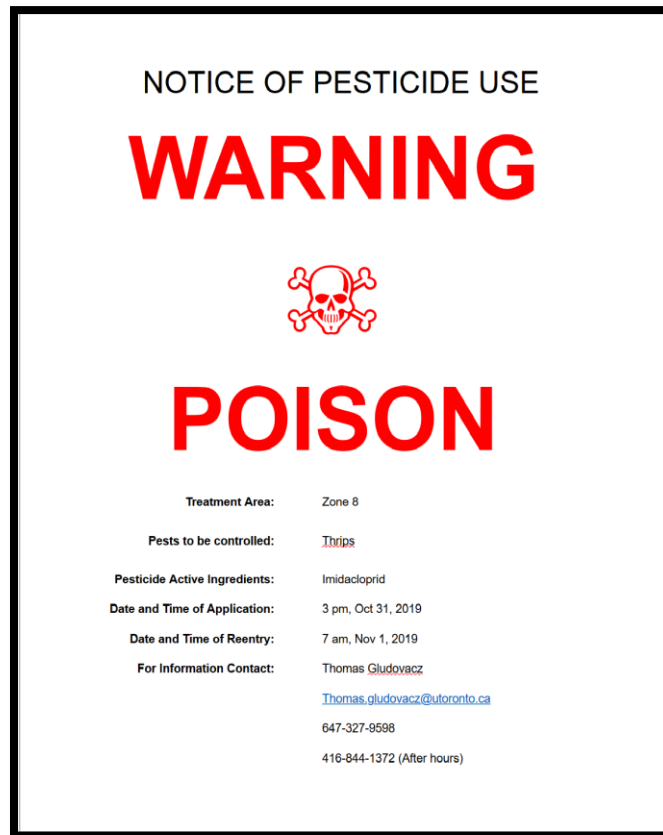 NOTICE OF PESTICIDE USE
WARNING
POISON
Treatment Area: Zone 8
Pests to be controlled: Thrips
Pesticide Active Ingredients: Imidacloprid
Date and Time of Application: 3 pm, Oct 31, 2019
Date and Time of Reentry: 7 am, Nov 1, 2019
For Information Contact: Thomas Gludovacz
Thomas.gludovacz@utoronto.ca
647-327-9598
416-844-1372 (After hours)